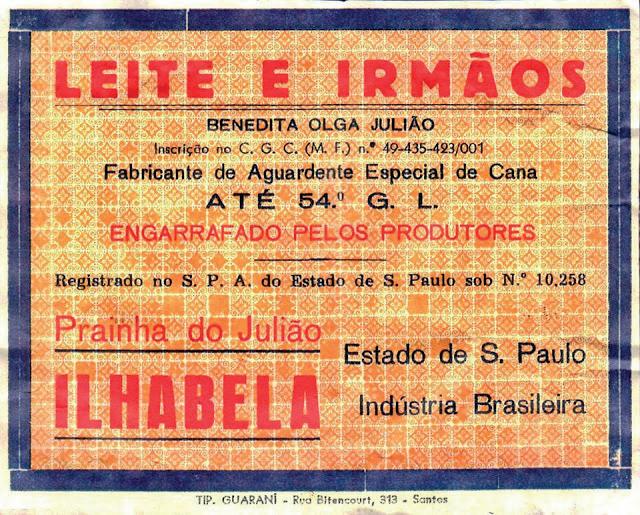 LEITE E IRMÃOS
BENEDITA OLGA JULIÃO
Inscrição no C. G. C. (M. F.) n.º 49-435-423/001
Fabricante de Aguardente Especial de Cana
ATÉ 54.º G. L.
ENGARRAFADO PELOS PRODUTORES
Registrado no S. P. A. do Estado de S. Paulo sob N.º 10,258
Prainha do Julião
ILHABELA
Estado de S. Paulo
Indústria Brasileira
TIP. GUARANÍ - Rua Bitencourt, 313 - Santos